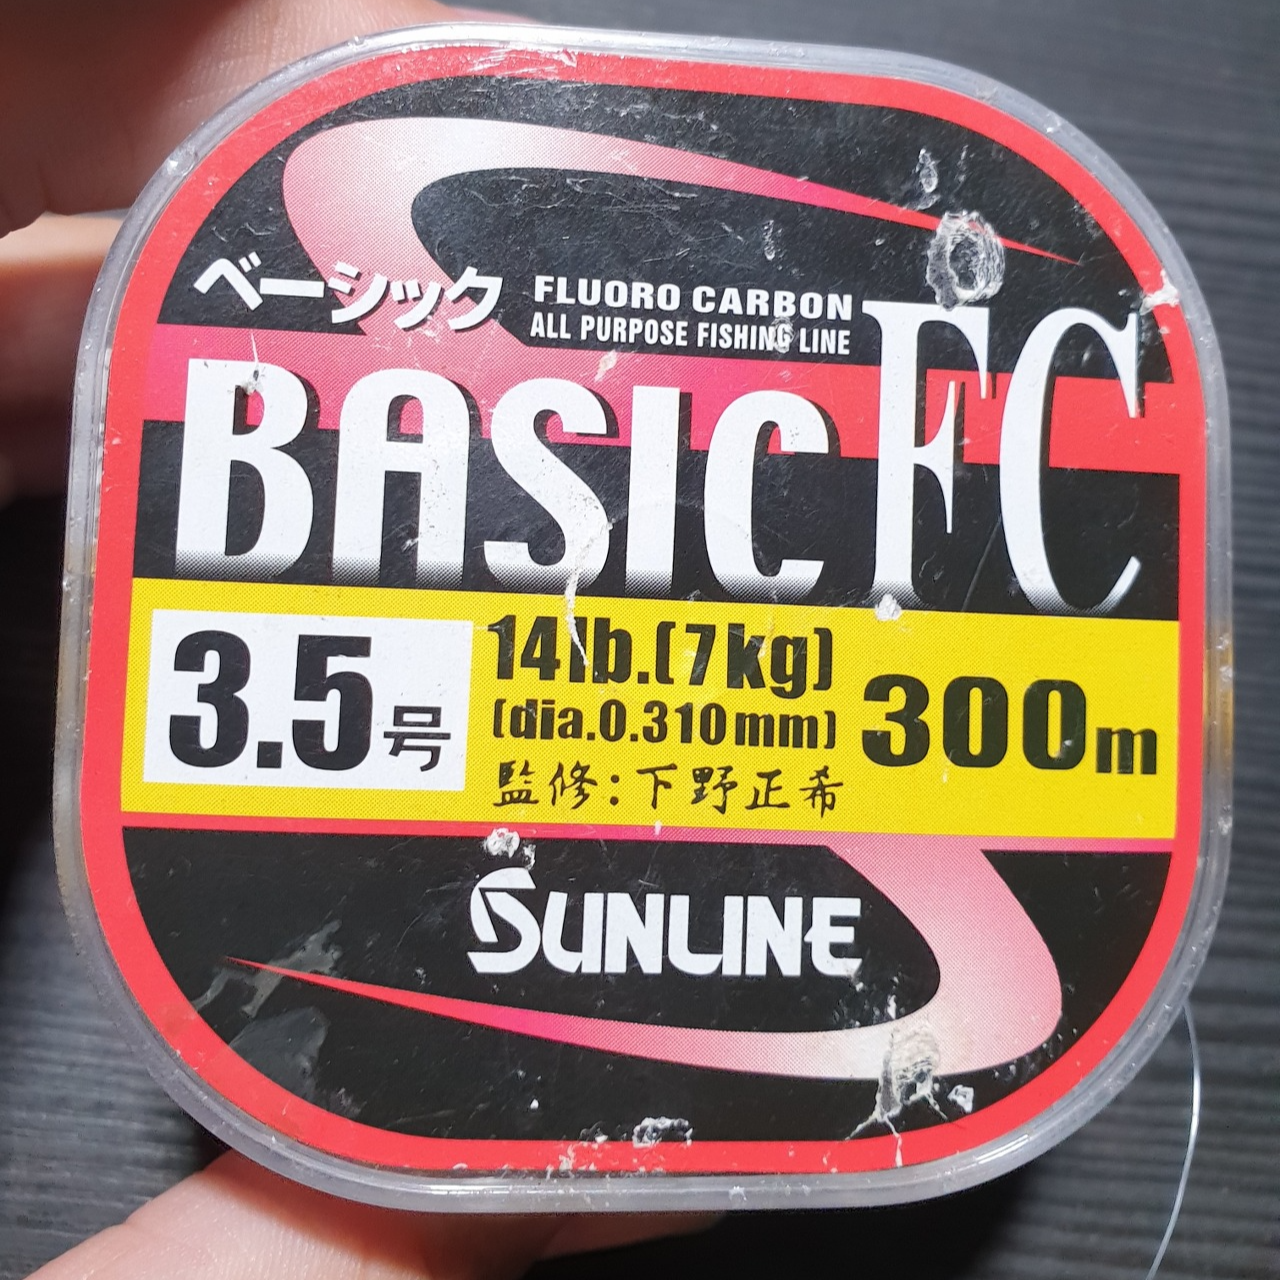 ベーシック
FLUORO CARBON
ALL PURPOSE FISHING LINE
BASIC FC
3.5号
14lb.(7kg)
(dia.0.310mm)
300m
監修:下野正希
SUNLINE